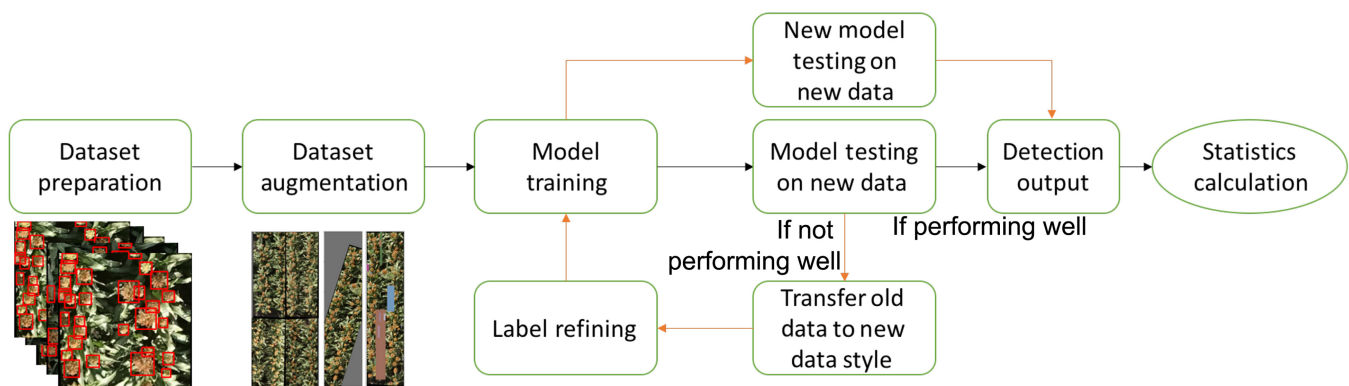 New model
testing on
new data
Dataset
preparation
Dataset
augmentation
Model
training
Model testing
on new data
Detection
output
Statistics
calculation
If not
performing well
If performing well
Label refining
Transfer old
data to new
data style